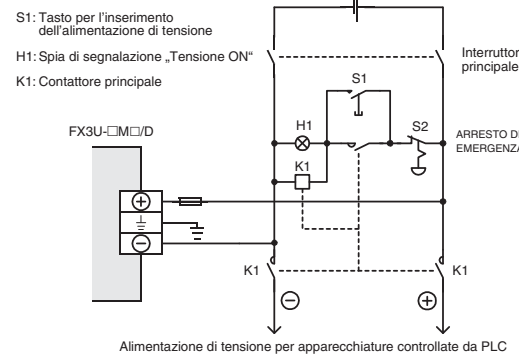 S1: Tasto per l'inserimento
dell'alimentazione di tensione
H1: Spia di segnalazione „Tensione ON“
K1: Contattore principale
Interruttor
principale
S1
FX3U-□M□/D
H1
S2
ARRESTO DI
EMERGENZA
K1
K1
K1
Alimentazione di tensione per apparecchiature controllate da PLC